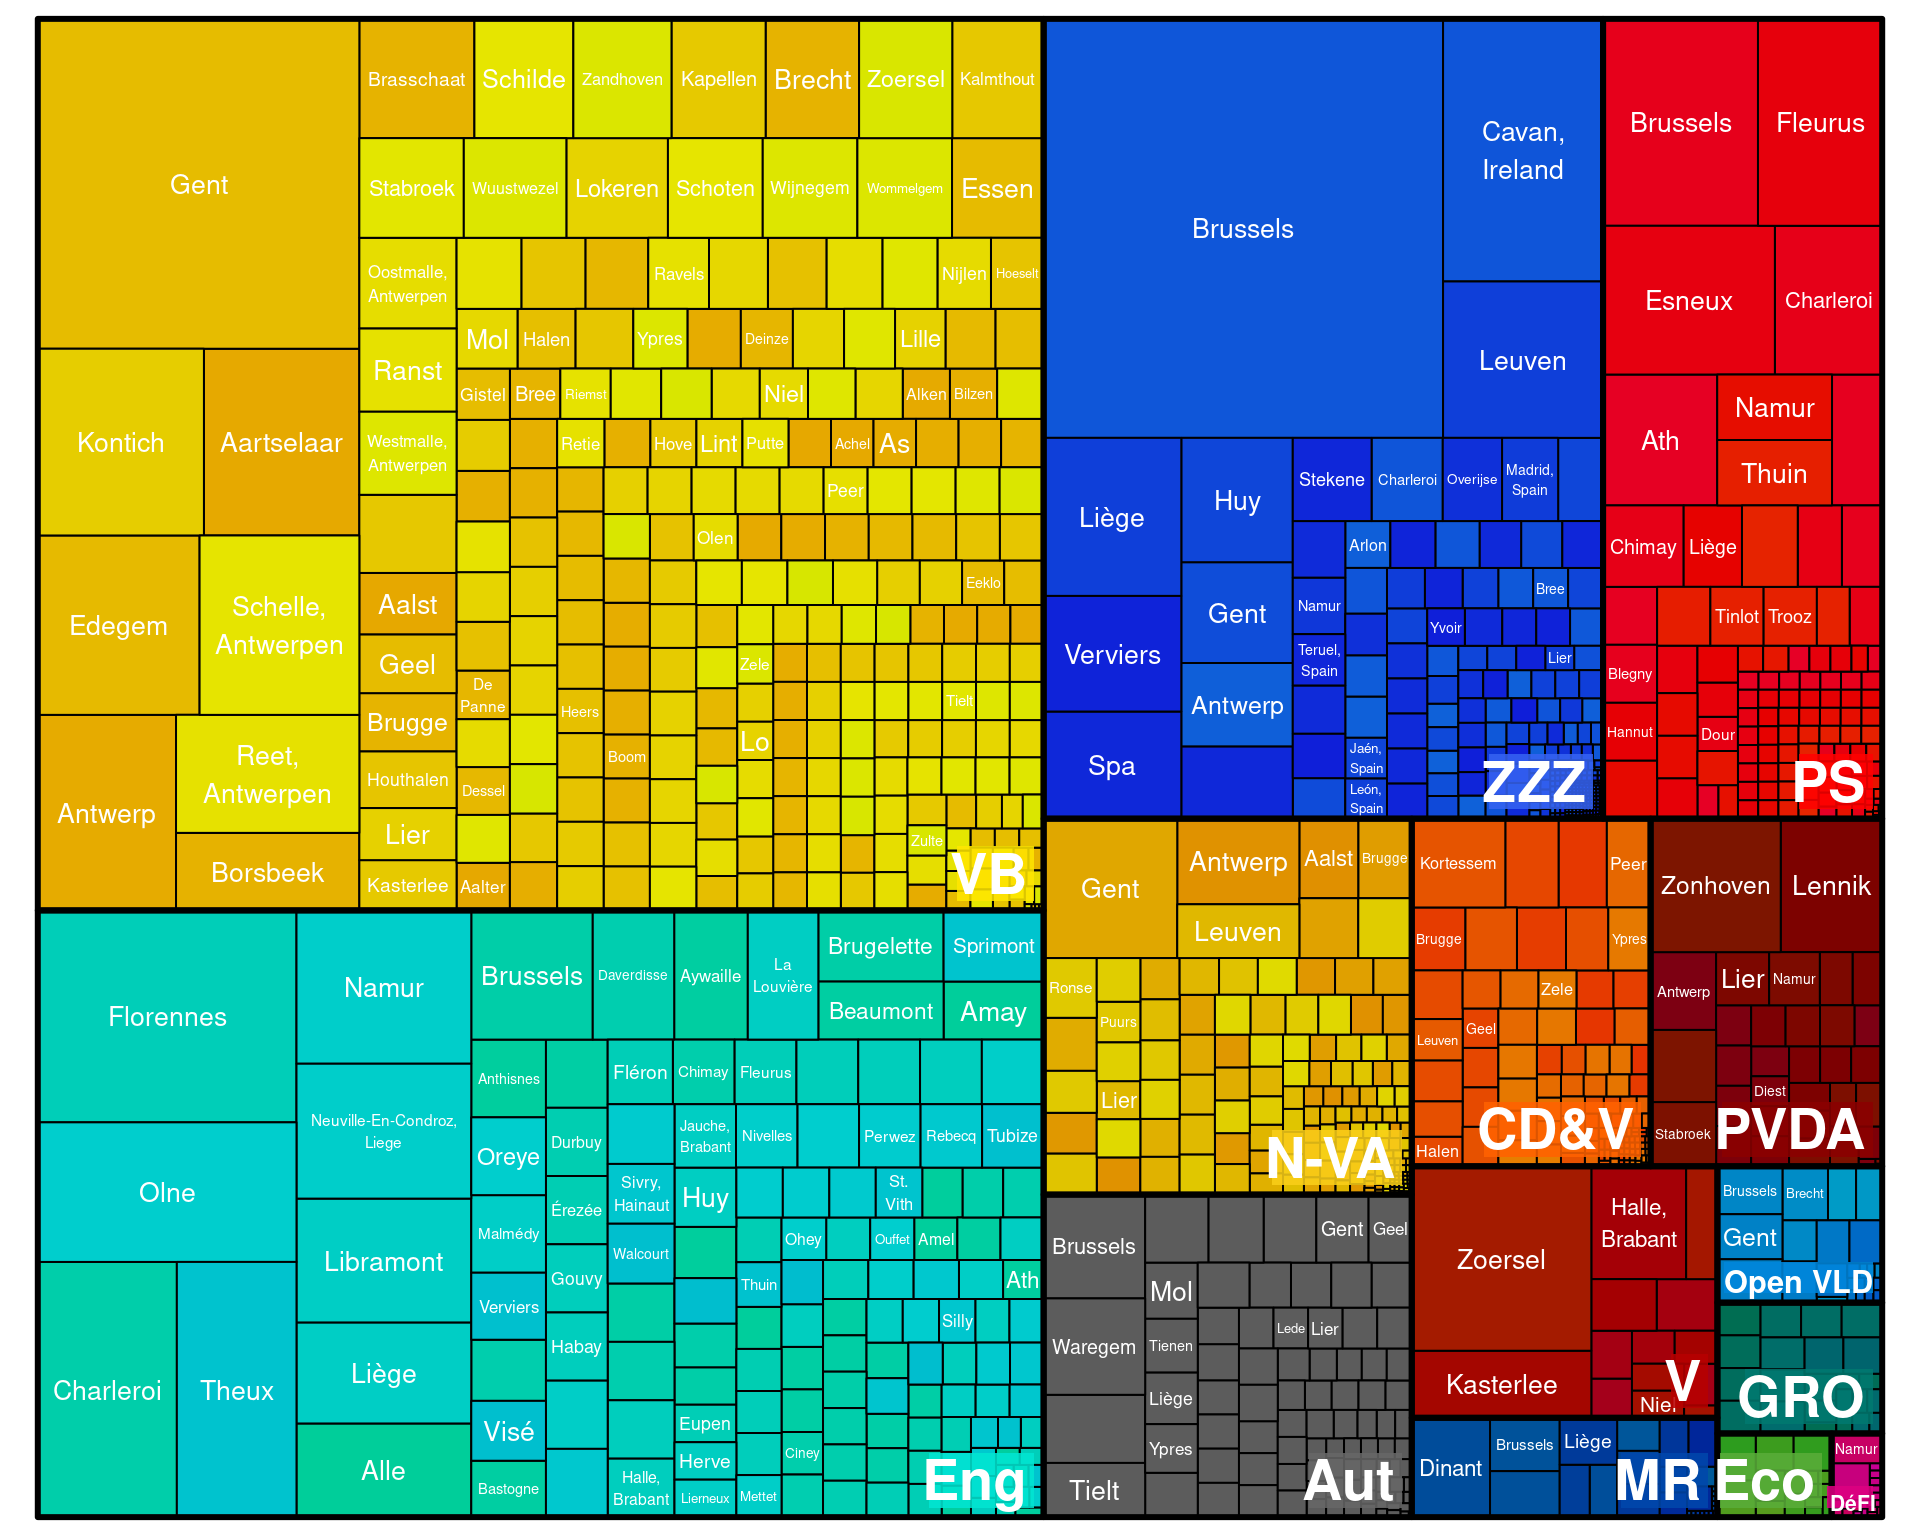 Gent
Brasschaat
Schilde
Zandhoven
Kapellen
Brecht
Zoersel
Kalmthout
Stabroek
Wuustwezel
Lokeren
Schoten
Wijnegem
Wommelgem
Essen
Oostmalle,
Antwerpen
Ravels
Nijlen
Hoeselt
Mol
Halen
Ypres
Deinze
Lille
Ranst
Gistel
Bree
Riemst
Niel
Alken
Bilzen
Kontich
Aartselaar
Westmalle,
Antwerpen
Retie
Hove
Lint
Putte
Achel
As
Peer
Olen
Eeklo
Edegem
Schelle,
Antwerpen
Aalst
Geel
De
Panne
Zele
Tielt
Heers
Brugge
Lo
Boom
Reet,
Antwerpen
Houthalen
Dessel
Antwerp
Borsbeek
Lier
Zulte
Kasterlee
Aalter
VB
Brussels
Cavan,
Ireland
Leuven
Liège
Huy
Stekene
Charleroi
Overijse
Madrid,
Spain
Arlon
Bree
Verviers
Gent
Namur
Yvoir
Teruel,
Spain
Lier
Antwerp
Spa
Jaén,
Spain
León,
Spain
ZZZ
Brussels
Fleurus
Esneux
Charleroi
Ath
Namur
Thuin
Chimay
Liège
Tinlot
Trooz
Blegny
Hannut
Dour
PS
Florennes
Namur
Brussels
Daverdisse
Aywaille
La
Louvière
Brugelette
Sprimont
Beaumont
Amay
Neuville-En-Condroz,
Liege
Anthisnes
Fléron
Chimay
Fleurus
Olne
Oreye
Durbuy
Jauche,
Brabant
Nivelles
Perwez
Rebecq
Tubize
Sivry,
Hainaut
Huy
St.
Vith
Érezée
Malmédy
Walcourt
Ohey
Ouffet
Amel
Libramont
Gouvy
Thuin
Ath
Verviers
Silly
Charleroi
Theux
Liège
Habay
Visé
Eupen
Ciney
Alle
Herve
Bastogne
Halle,
Brabant
Lierneux
Mettet
Eng
Gent
Antwerp
Aalst
Brugge
Leuven
Ronse
Puurs
Lier
N-VA
Kortessem
Peer
Brugge
Ypres
Zele
Leuven
Geel
Halen
CD&V
Zonhoven
Lennik
Antwerp
Lier
Namur
Diest
Stabroek
PVDA
Brussels
Gent
Geel
Mol
Waregem
Tienen
Lede
Lier
Liège
Ypres
Tielt
Aut
Zoersel
Halle,
Brabant
Kasterlee
V
Brussels
Brecht
Gent
Open VLD
GRO
Dinant
Brussels
Liège
MR
Eco
Namur
DéFI